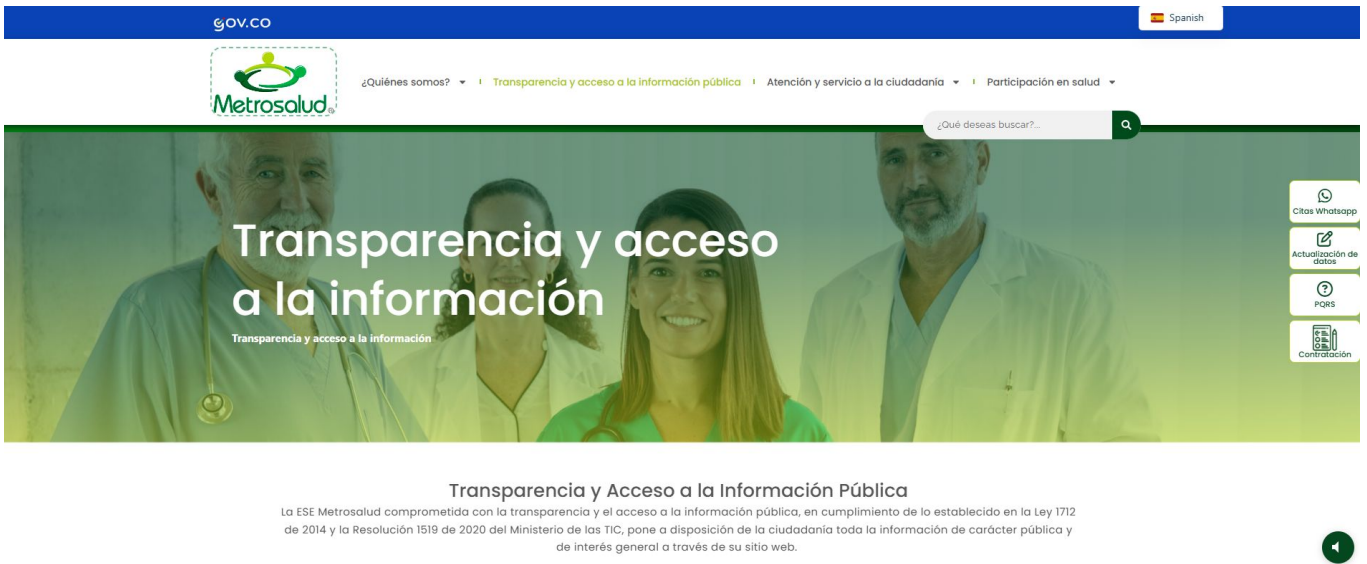 GOV.CO
Spanish
Metrosalud
¿Quiénes somos?
Transparencia y acceso a la información pública
Atención y servicio a la ciudadanía
Participación en salud
¿Qué deseas buscar?...
Transparencia y acceso
a la información
Transparencia y acceso a la información
Citas Whatsapp
Actualización de
datos
PQRS
Contratación
Transparencia y Acceso a la Información Pública
La ESE Metrosalud comprometida con la transparencia y el acceso a la información pública, en cumplimiento de lo establecido en la Ley 1712
de 2014 y la Resolución 1519 de 2020 del Ministerio de las TIC, pone a disposición de la ciudadanía toda la información de carácter pública y
de interés general a través de su sitio web.